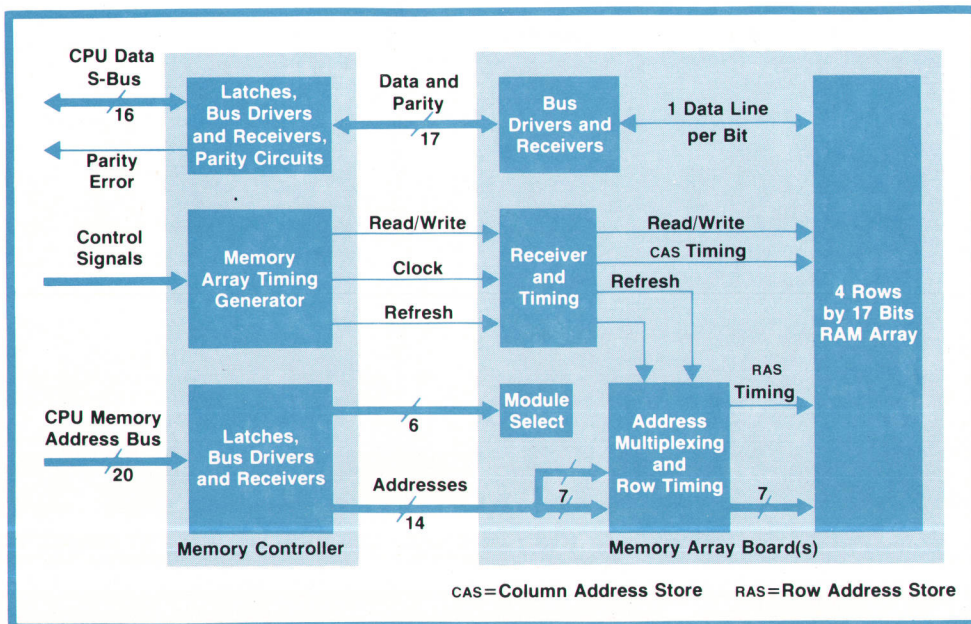 CPU Data
S-Bus
16
Parity
Error
Latches,
Bus Drivers
and Receivers,
Parity Circuits
Data and
Parity
17
Bus
Drivers and
Receivers
1 Data Line
per Bit
Control
Signals
Memory
Array Timing
Generator
Read/Write
Clock
Refresh
Receiver
and
Timing
Read/Write
CAS Timing
Refresh
4 Rows
by 17 Bits
RAM Array
CPU Memory
Address Bus
20
Latches,
Bus Drivers
and Receivers
6
Module
Select
Addresses
14
7
Address
Multiplexing
and
Row Timing
RAS
Timing
7
Memory Controller
Memory Array Board(s)
CAS=Column Address Store RAS=Row Address Store